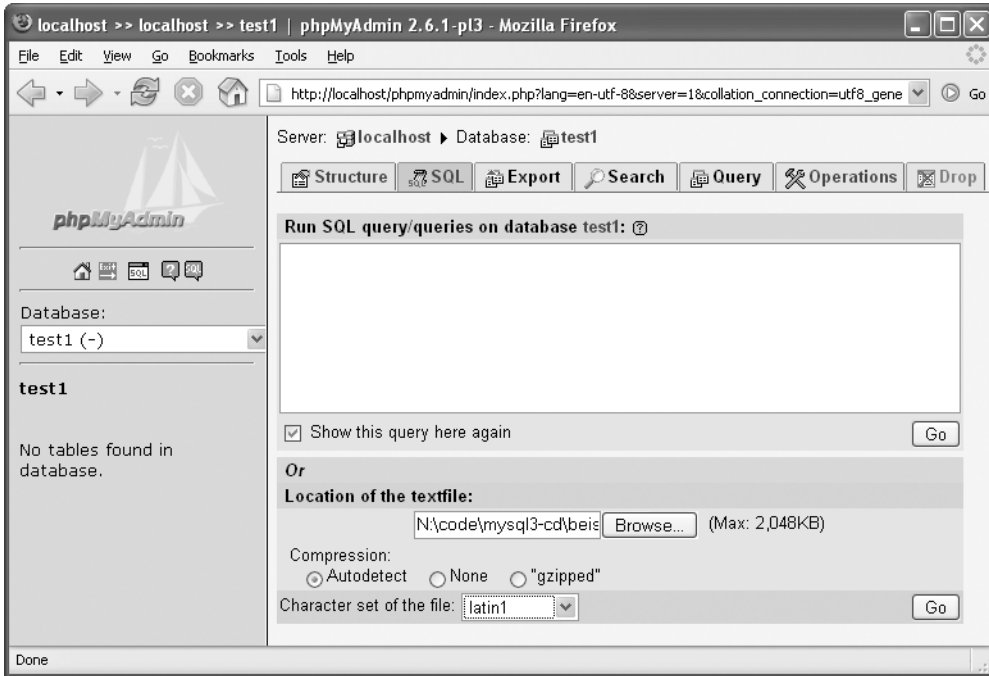 localhost >> localhost >> test1 | phpMyAdmin 2.6.1-pl3 - Mozilla Firefox
File Edit View Go Bookmarks Tools Help
http://localhost/phpmyadmin/index.php?lang=en-utf-8&server=1&collation_connection=utf8_gene Go
phpMyAdmin
Exit SQL ? SQL
Database:
test1 (-)
test1
No tables found in
database.
Server: localhost Database: test1
Structure SQL Export Search Query Operations Drop
Run SQL query/queries on database test1: ?
Show this query here again
Go
Or
Location of the textfile:
N:\code\mysql3-cd\beis Browse... (Max: 2,048KB)
Compression:
Autodetect None "gzipped"
Character set of the file: latin1 Go
Done